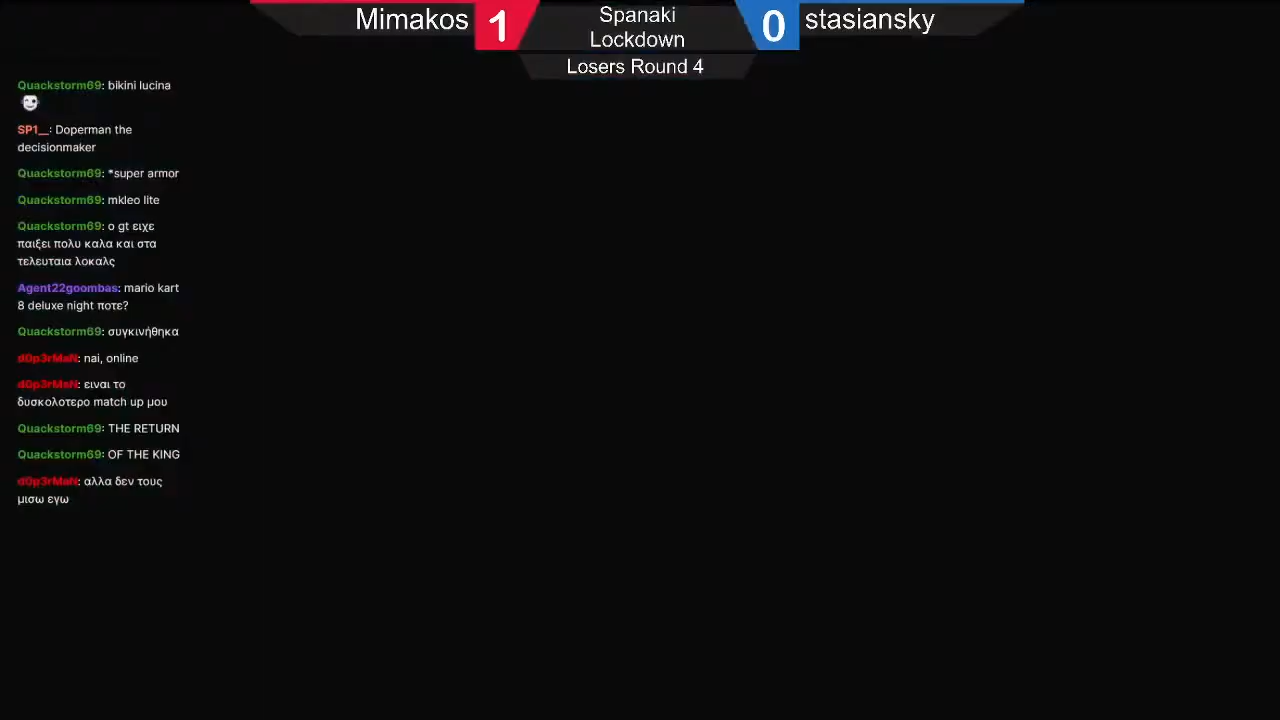 Mimakos
1
Spanaki
Lockdown
0
stasiansky
Losers Round 4
Quackstorm69: bikini lucina
SP1__: Doperman the
decisionmaker
Quackstorm69: *super armor
Quackstorm69: mkleo lite
Quackstorm69: ο gt ειχε
παιξει πολυ καλα και στα
τελευταια λοκαλς
Agent22goombas: mario kart
8 deluxe night ποτε?
Quackstorm69: συγκινήθηκα
d0p3rMaN: nai, online
d0p3rMaN: ειναι το
δυσκολοτερο match up μου
Quackstorm69: THE RETURN
Quackstorm69: OF THE KING
d0p3rMaN: αλλα δεν τους
μισω εγω